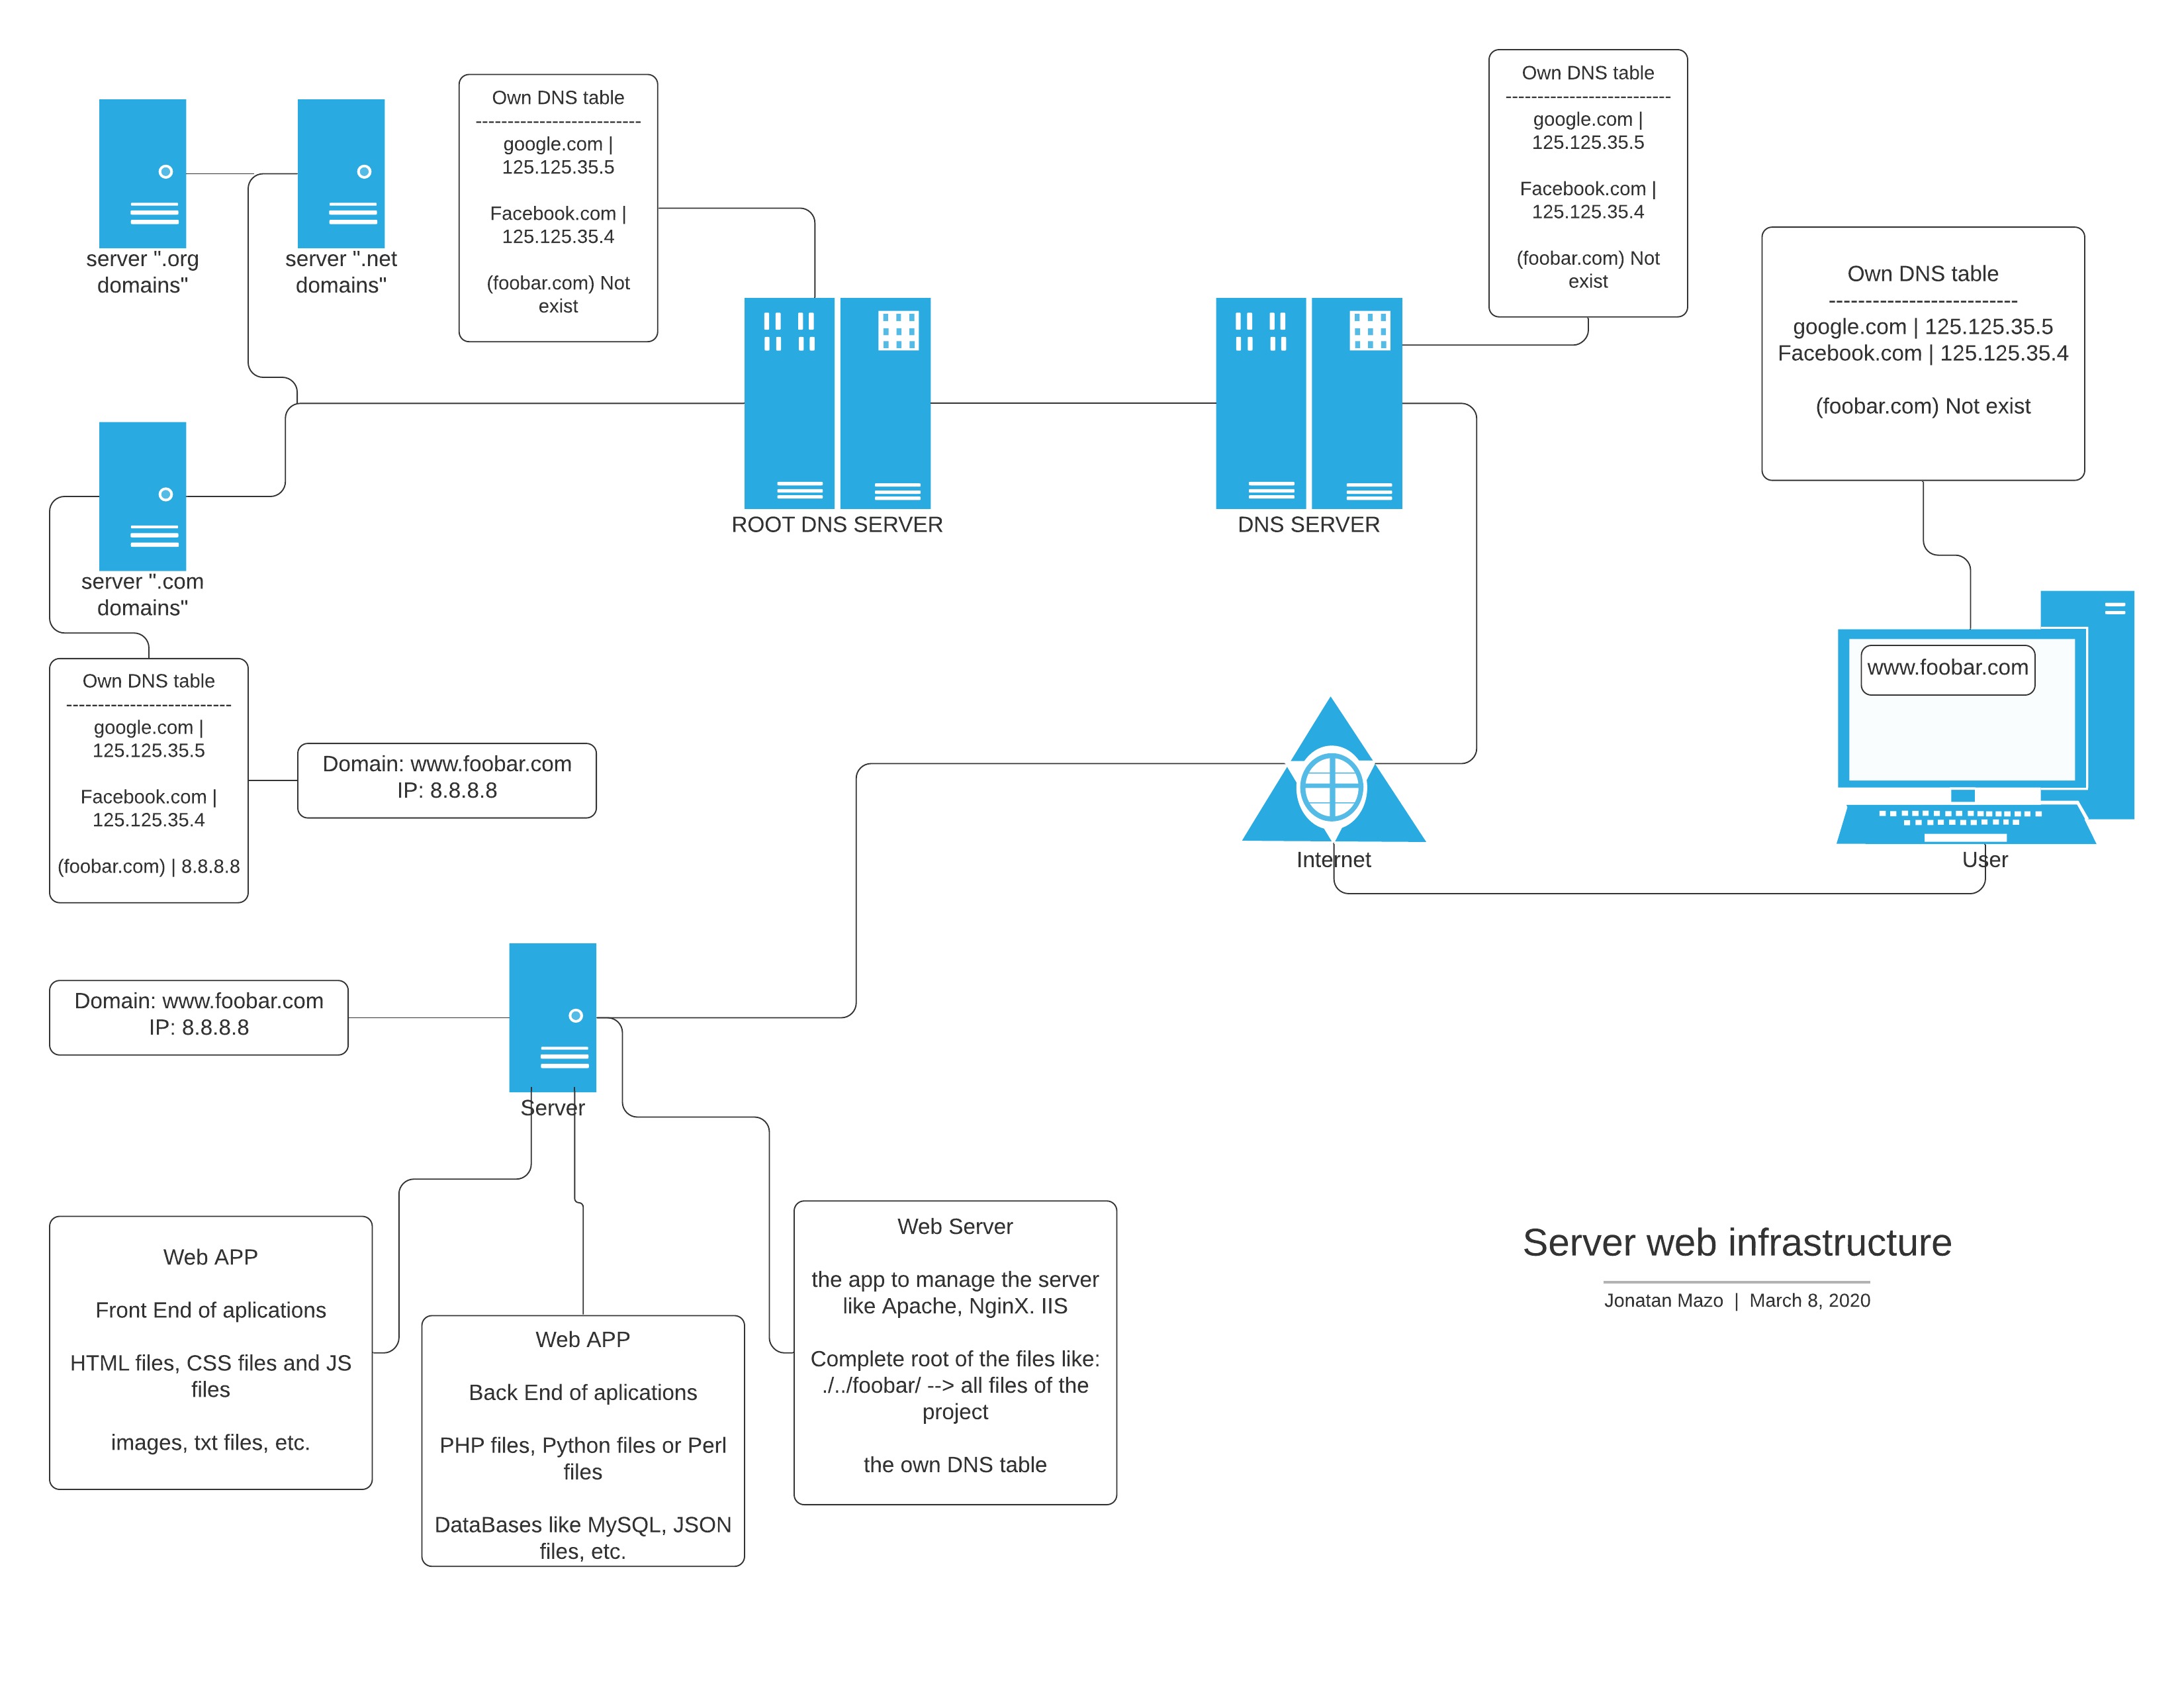 Own DNS table
--------------------------
google.com |
125.125.35.5
Facebook.com |
125.125.35.4
(foobar.com) Not
exist
Own DNS table
--------------------------
google.com |
125.125.35.5
Facebook.com |
125.125.35.4
(foobar.com) Not
exist
Own DNS table
--------------------------
google.com | 125.125.35.5
Facebook.com | 125.125.35.4
(foobar.com) Not exist
server ".org
domains"
server ".net
domains"
ROOT DNS SERVER
DNS SERVER
server ".com
domains"
www.foobar.com
Own DNS table
--------------------------
google.com |
125.125.35.5
Facebook.com |
125.125.35.4
(foobar.com) | 8.8.8.8
Domain: www.foobar.com
IP: 8.8.8.8
Internet
User
Domain: www.foobar.com
IP: 8.8.8.8
Server
Web APP
Front End of aplications
HTML files, CSS files and JS
files
images, txt files, etc.
Web APP
Back End of aplications
PHP files, Python files or Perl
files
DataBases like MySQL, JSON
files, etc.
Web Server
the app to manage the server
like Apache, NginX. IIS
Complete root of the files like:
./../foobar/ --> all files of the
project
the own DNS table
Server web infrastructure
Jonatan Mazo | March 8, 2020